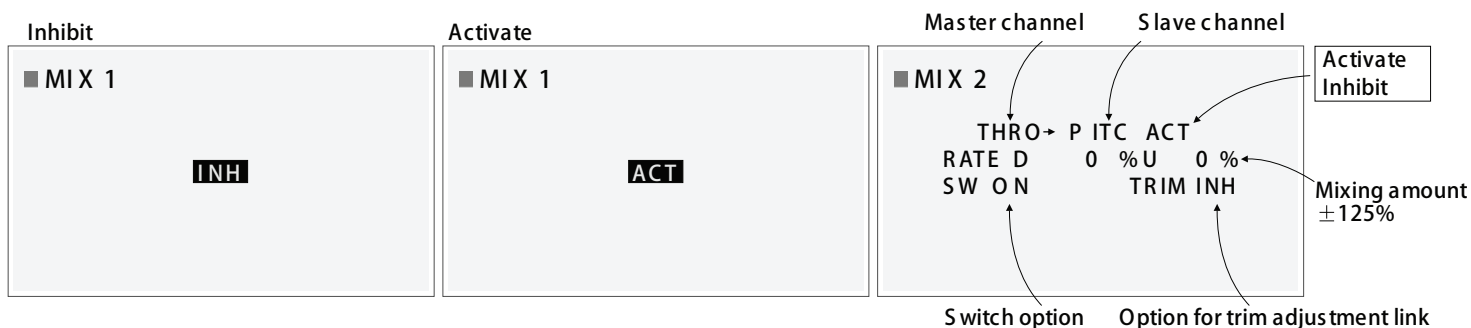 Inhibit
MIX 1
INH
Activate
MIX 1
ACT
Master channel
Slave channel
Activate
Inhibit
MIX 2
THRO→ PITC ACT
RATE D 0 %U 0 %
SW ON TRIM INH
Mixing amount
±125%
Switch option
Option for trim adjustment link